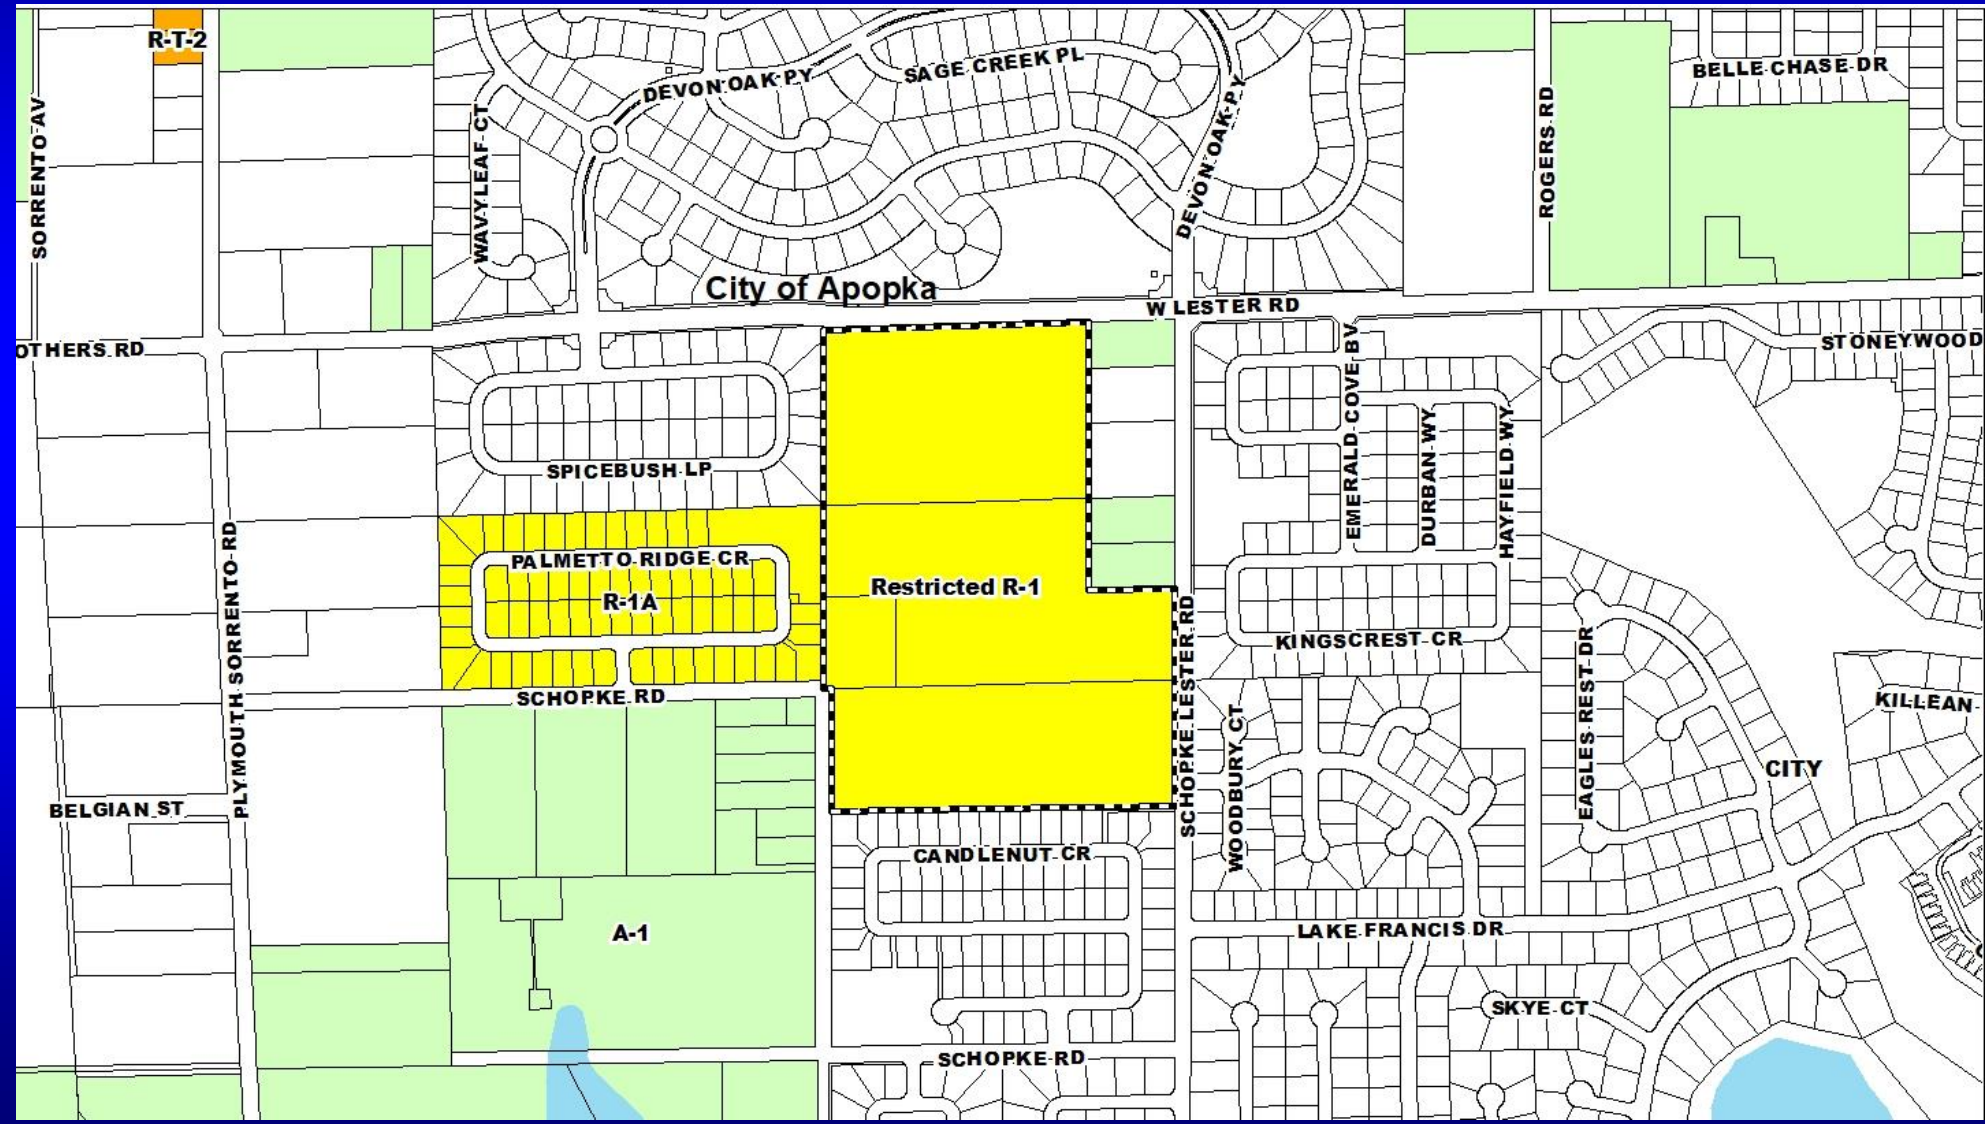 R-T-2
BELLE CHASE DR
SAGE CREEK PL
DEVON OAK PY
SORRENTO AV
WAVYLEAF CT
DEVON OAK PY
ROGERS RD
City of Apopka
W LESTER RD
OTHERS RD
STONEYWOOD
SPICEBUSH LP
EMERALD COVE BV
DURBAN WY
HAYFIELD WY
PALMETTO RIDGE CR
R-1A
Restricted R-1
PLYMOUTH SORRENTO RD
KINGSCREST CR
SCHOPKE RD
SCHOPKE LESTER RD
EAGLES REST DR
KILLEAN
WOODBURY CT
CITY
BELGIAN ST
CANDLENUT CR
A-1
LAKE FRANCIS DR
SKYE CT
SCHOPKE RD